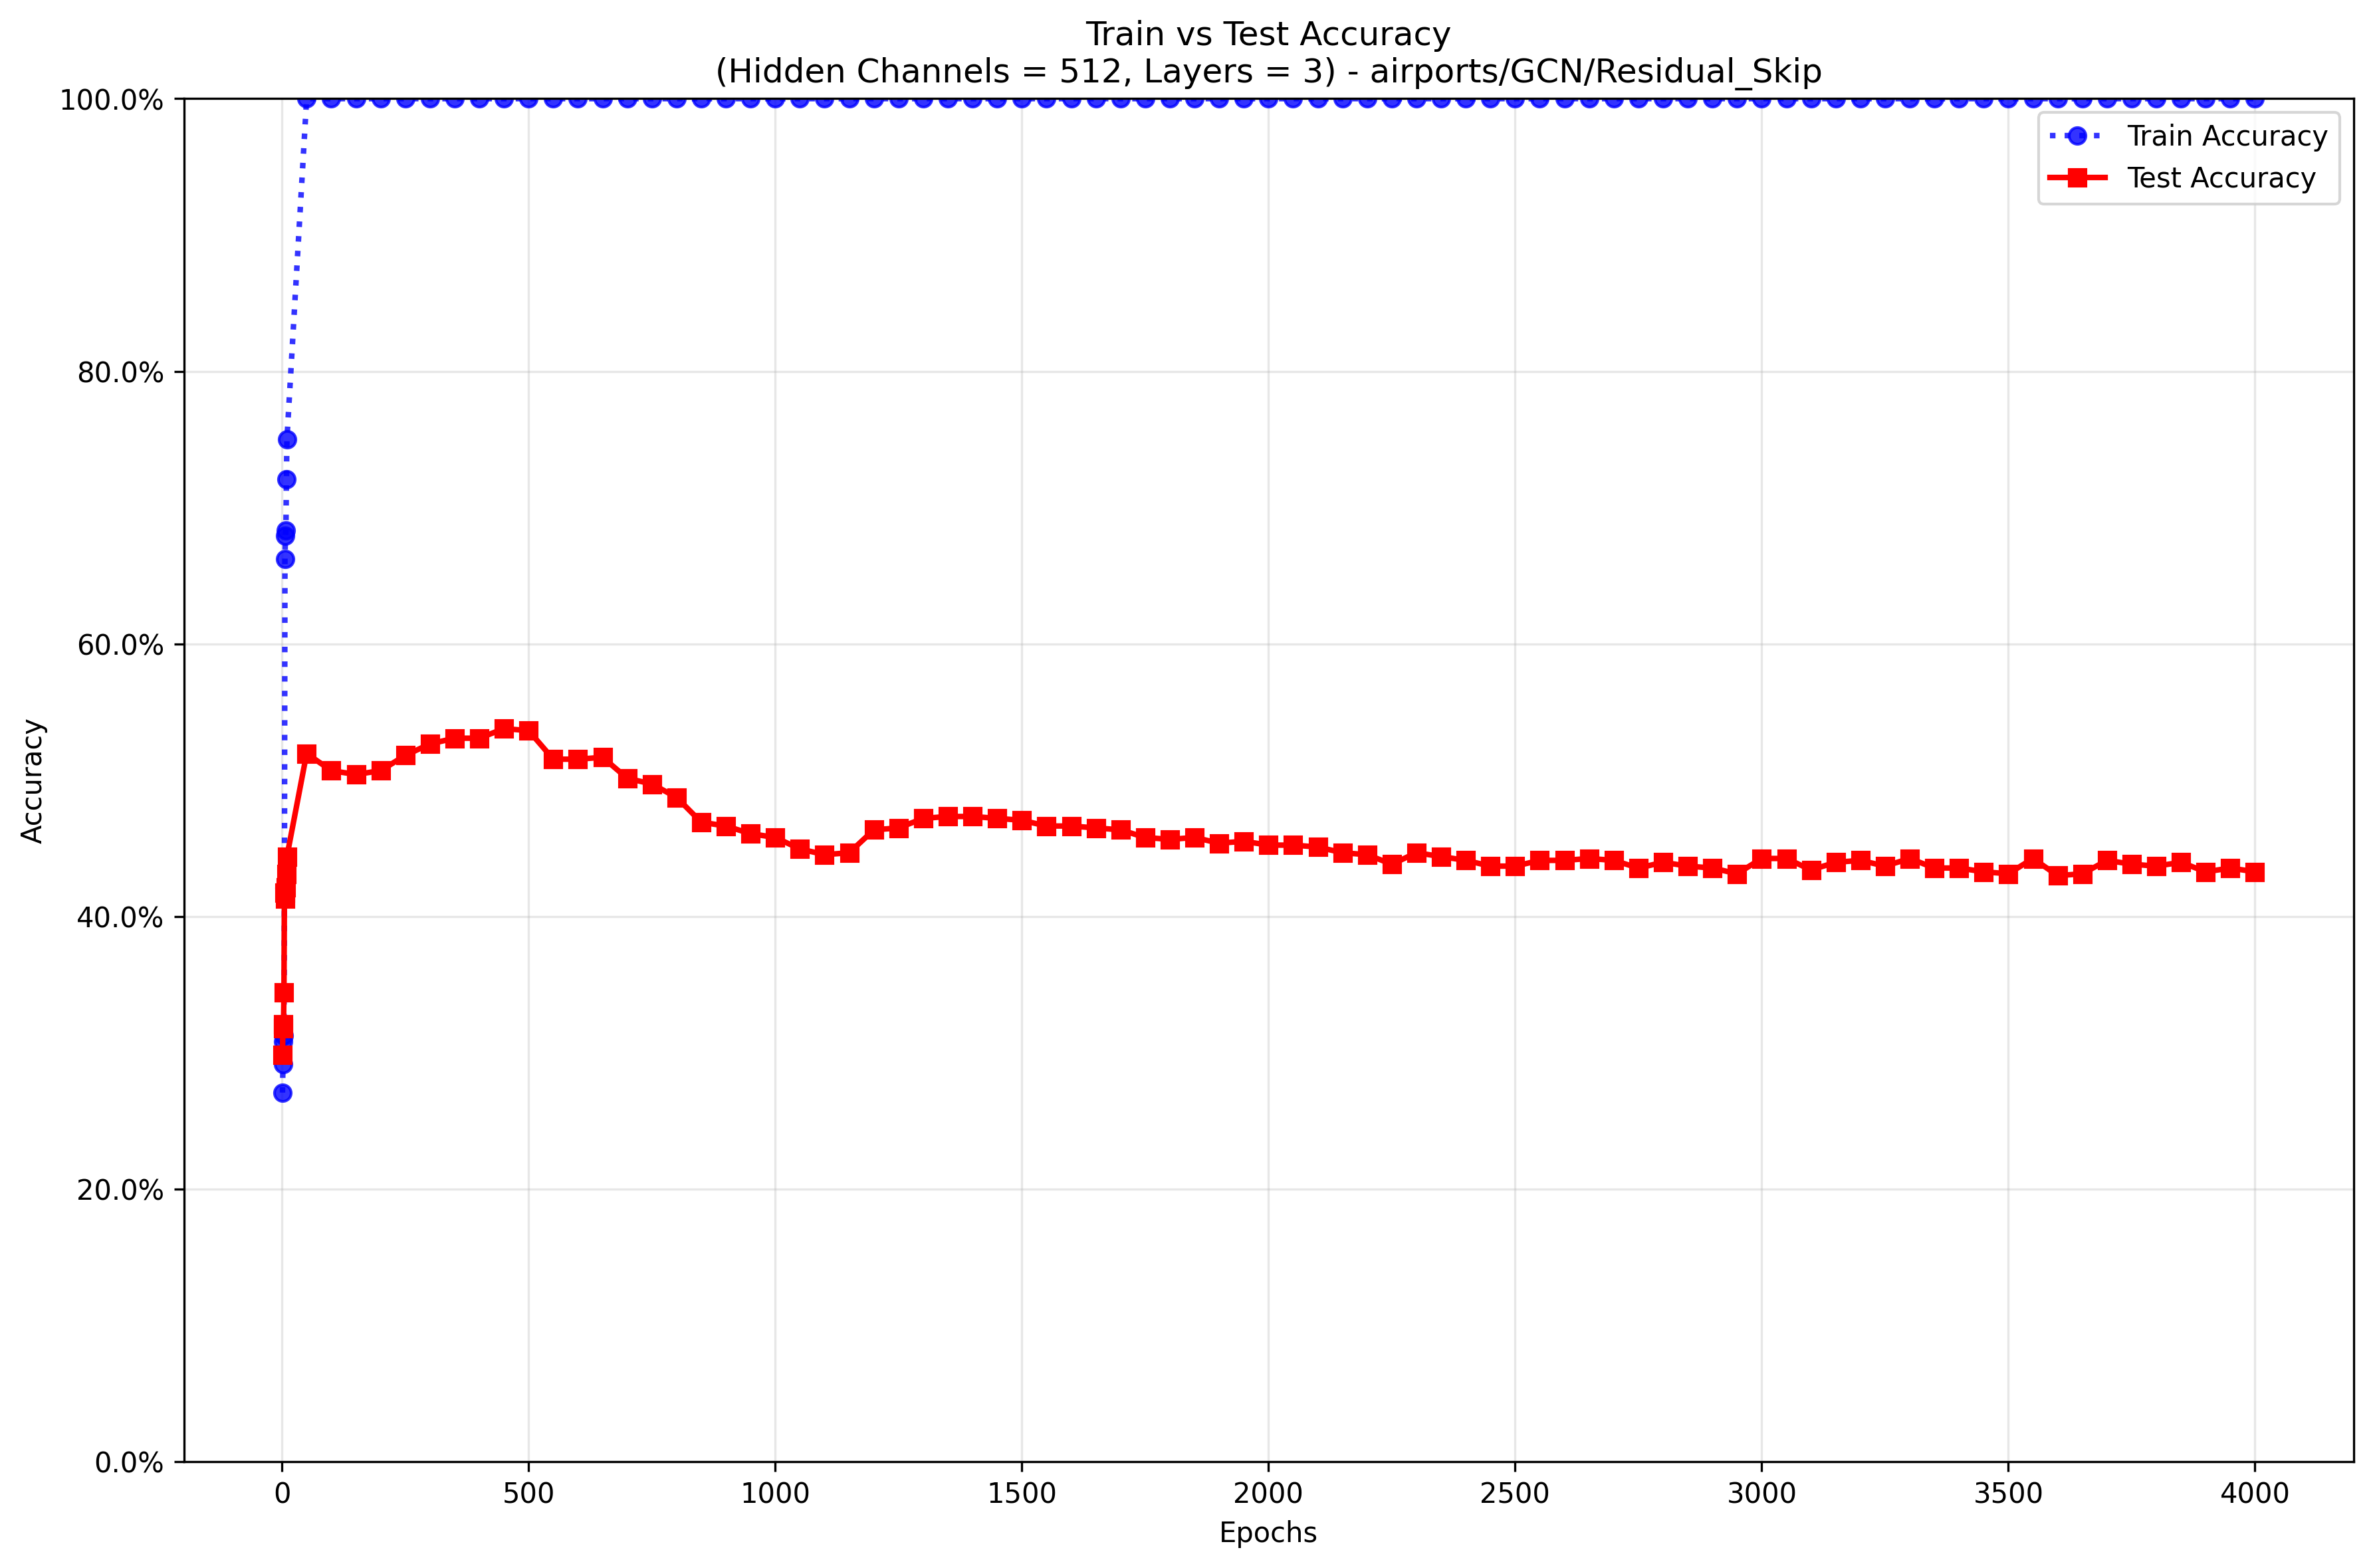 Train vs Test Accuracy
(Hidden Channels = 512, Layers = 3) - airports/GCN/Residual_Skip
100.0%
80.0%
60.0%
40.0%
20.0%
0.0%
Accuracy
Train Accuracy
Test Accuracy
0
500
1000
1500
2000
2500
3000
3500
4000
Epochs